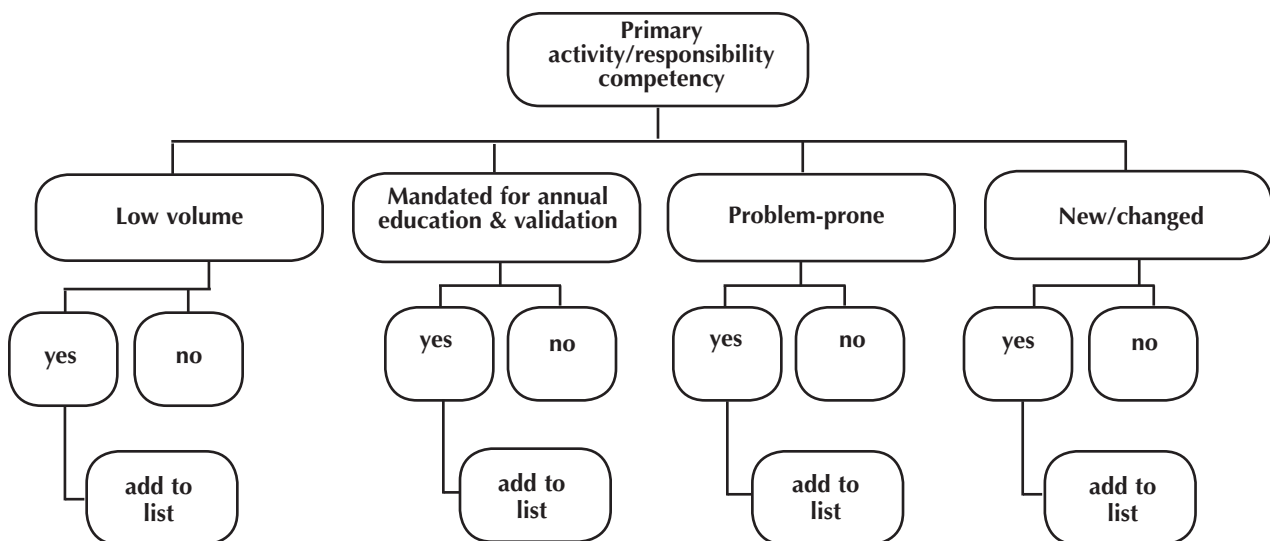 Primary
activity/responsibility
competency
Low volume
Mandated for annual
education & validation
Problem-prone
New/changed
yes
no
yes
no
yes
no
yes
no
add to
list
add to
list
add to
list
add to
list